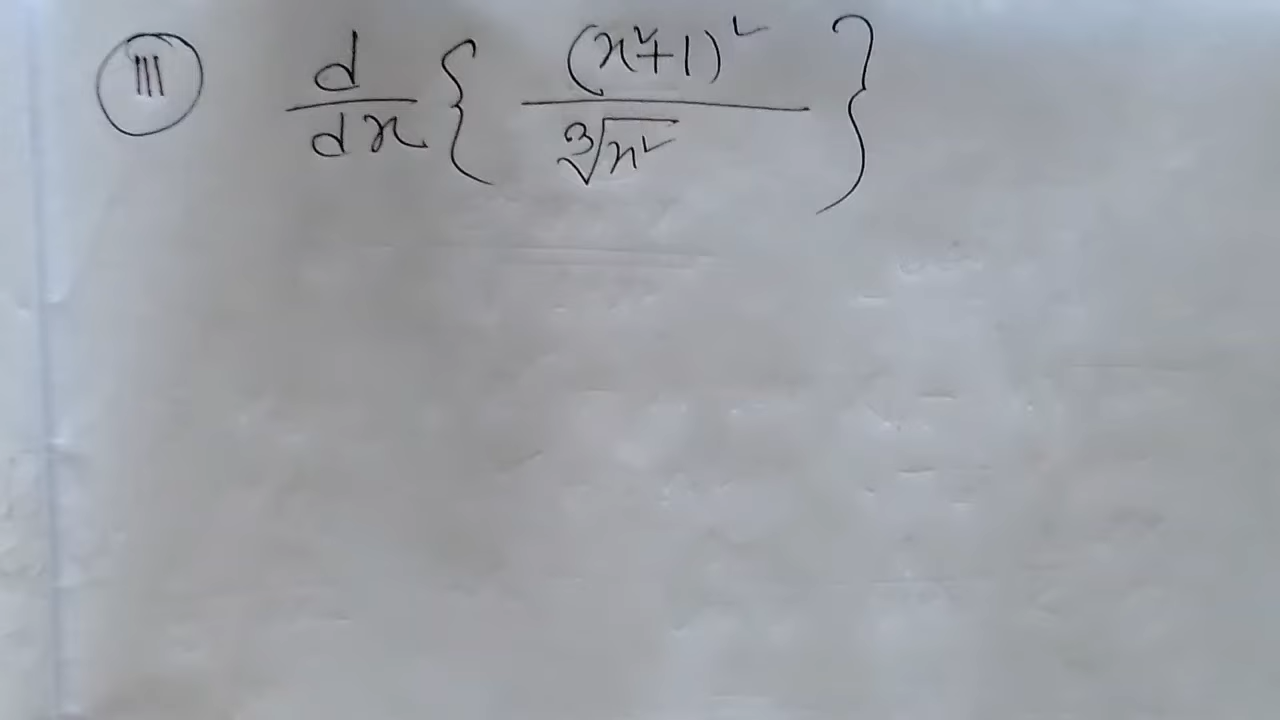 (III) d/dx { (x²+1)² / ∛x² }